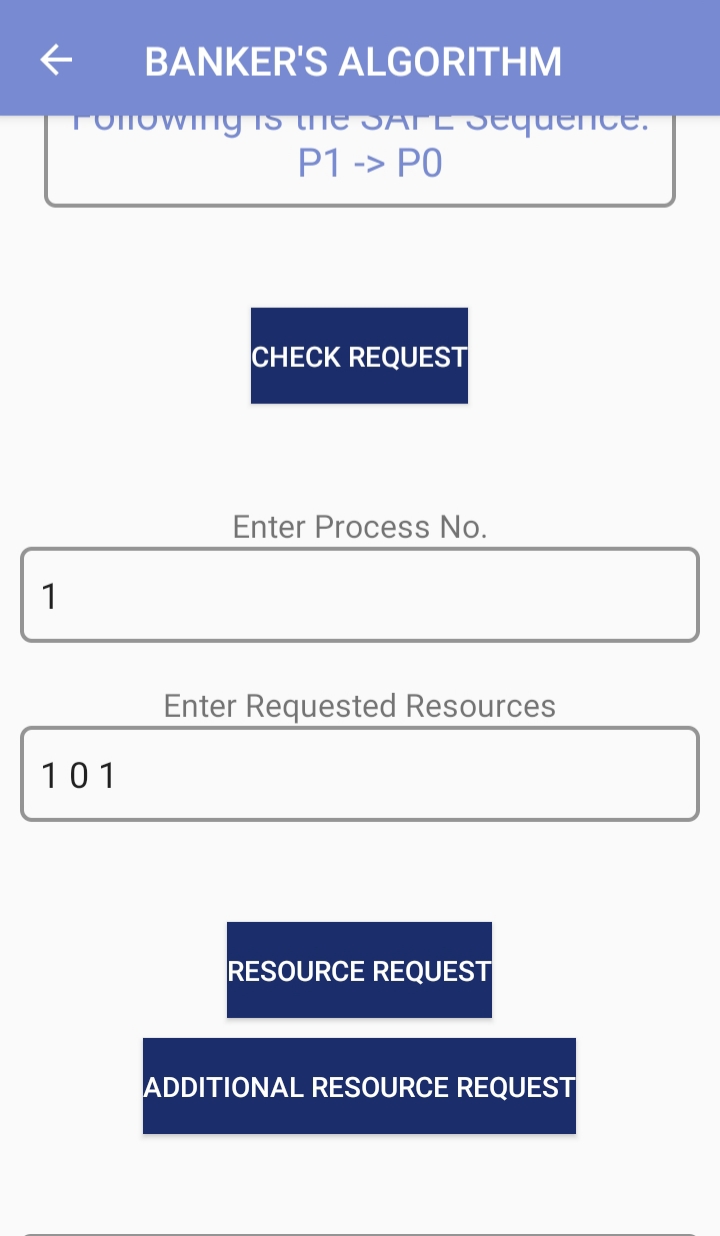 BANKER'S ALGORITHM
Following is the SAFE Sequence:
P1 -> P0
CHECK REQUEST
Enter Process No.
1
Enter Requested Resources
1 0 1
RESOURCE REQUEST
ADDITIONAL RESOURCE REQUEST